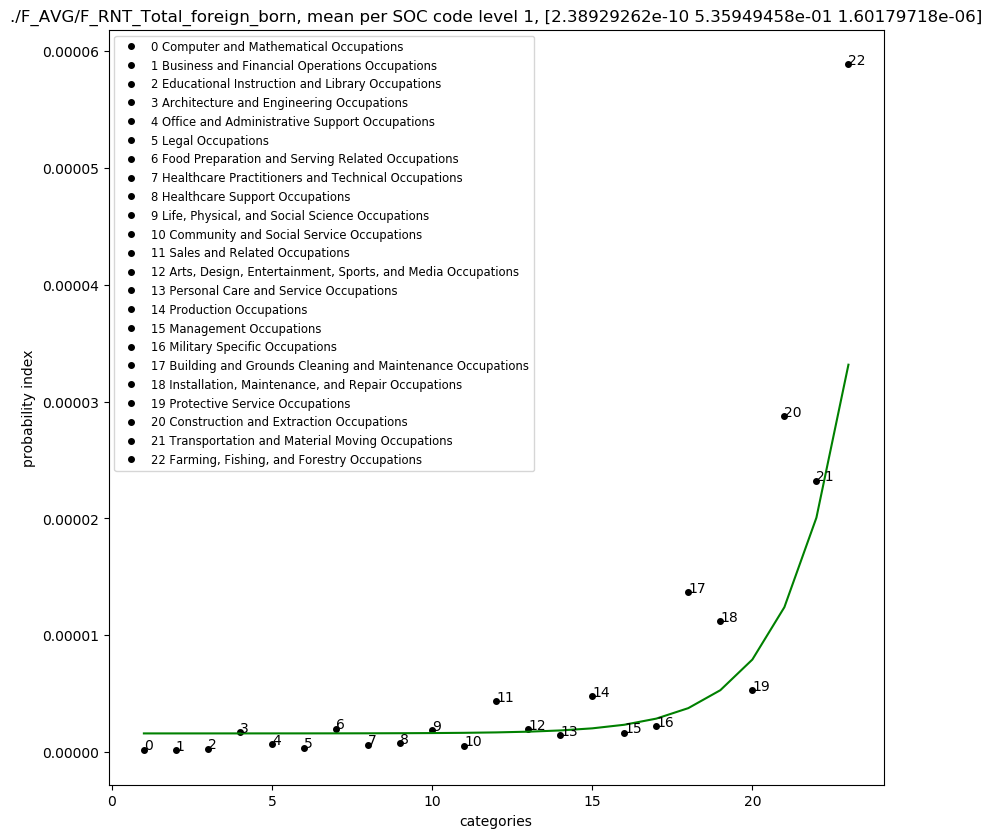 ./F_AVG/F_RNT_Total_foreign_born, mean per SOC code level 1, [2.38929262e-10 5.35949458e-01 1.60179718e-06]
0 Computer and Mathematical Occupations
1 Business and Financial Operations Occupations
2 Educational Instruction and Library Occupations
3 Architecture and Engineering Occupations
4 Office and Administrative Support Occupations
5 Legal Occupations
6 Food Preparation and Serving Related Occupations
7 Healthcare Practitioners and Technical Occupations
8 Healthcare Support Occupations
9 Life, Physical, and Social Science Occupations
10 Community and Social Service Occupations
11 Sales and Related Occupations
12 Arts, Design, Entertainment, Sports, and Media Occupations
13 Personal Care and Service Occupations
14 Production Occupations
15 Management Occupations
16 Military Specific Occupations
17 Building and Grounds Cleaning and Maintenance Occupations
18 Installation, Maintenance, and Repair Occupations
19 Protective Service Occupations
20 Construction and Extraction Occupations
21 Transportation and Material Moving Occupations
22 Farming, Fishing, and Forestry Occupations
0.00006
0.00005
0.00004
0.00003
0.00002
0.00001
0.00000
probability index
0
1
2
3
4
5
6
7
8
9
10
11
12
13
14
15
16
17
18
19
20
21
22
0
5
10
15
20
categories